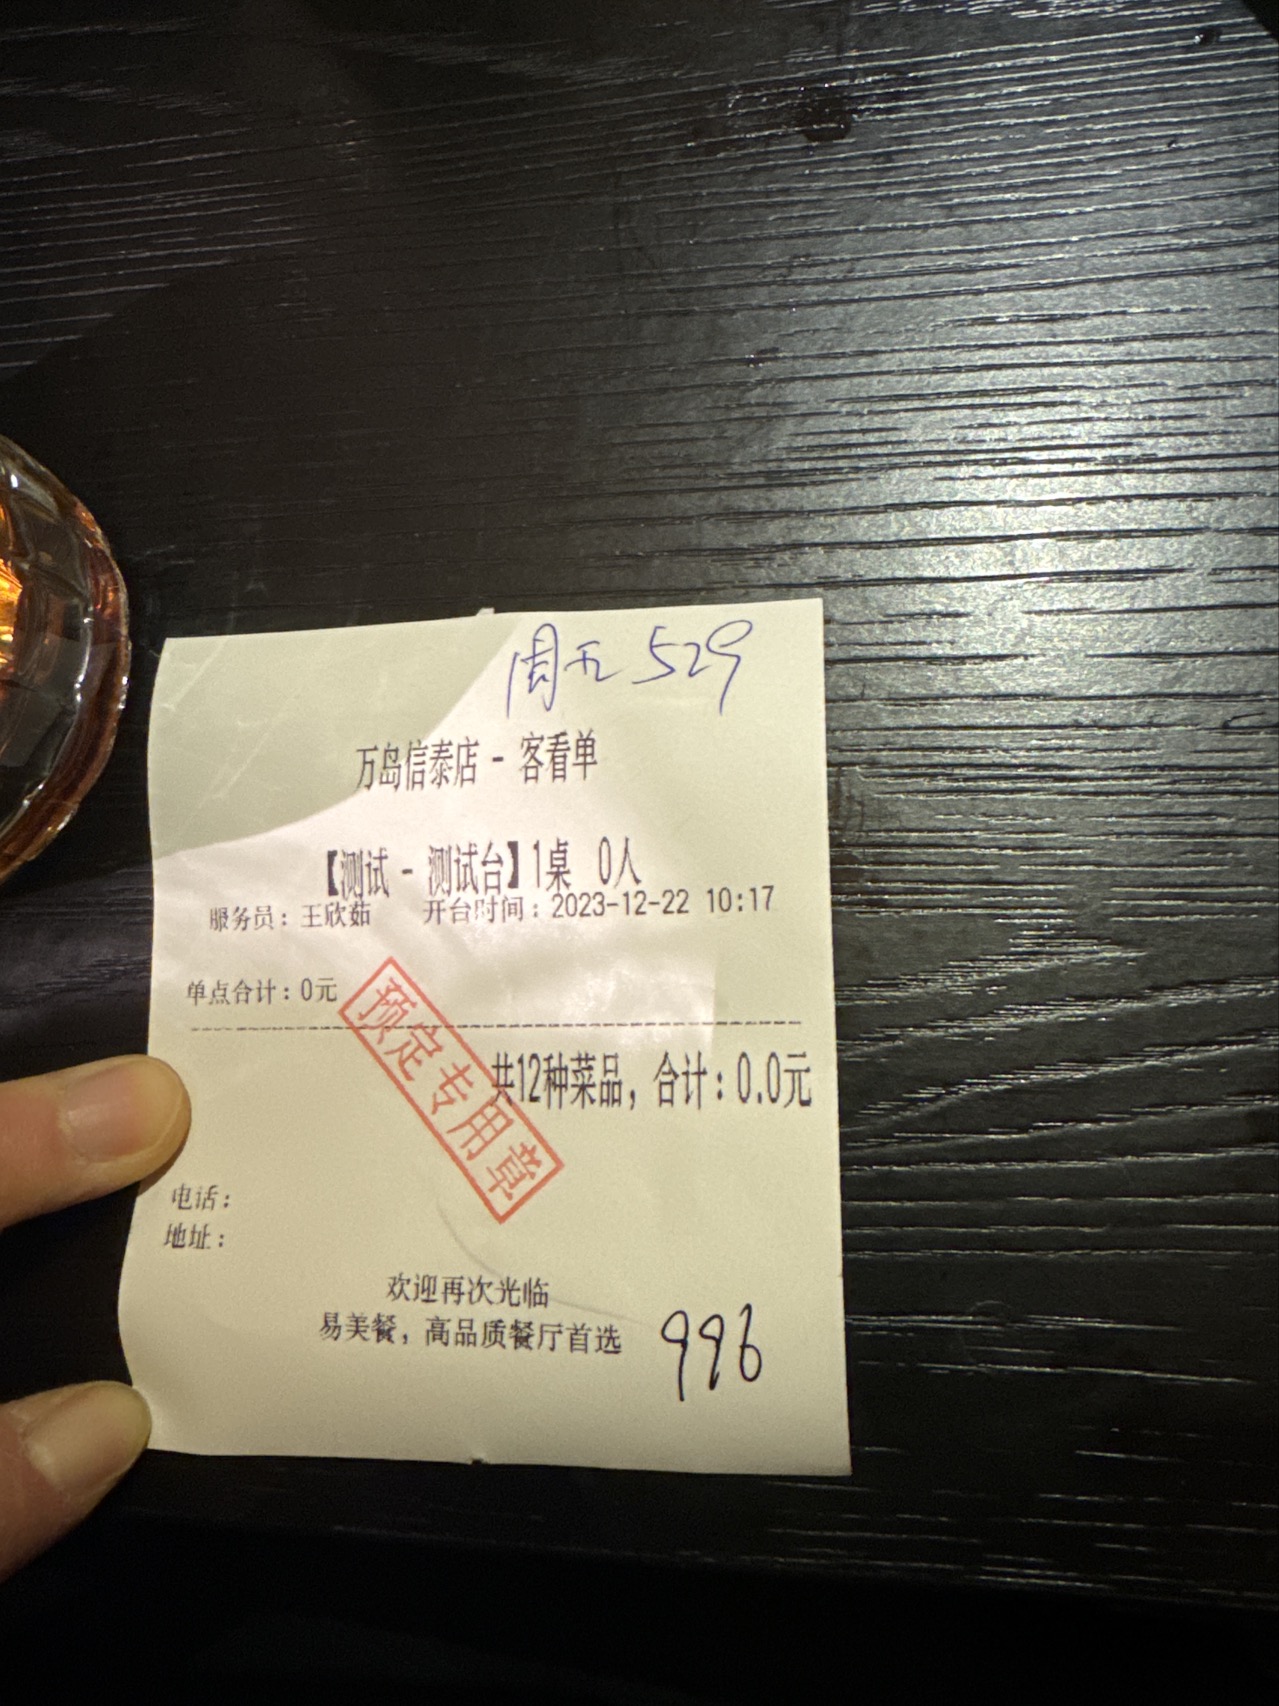 周五 529
万岛信泰店 - 客看单
【测试 - 测试台】1桌 0人
服务员：王欣茹 开台时间：2023-12-22 10:17
单点合计：0元
预定专用章
共12种菜品，合计：0.0元
电话：
地址：
欢迎再次光临
易美餐，高品质餐厅首选
996